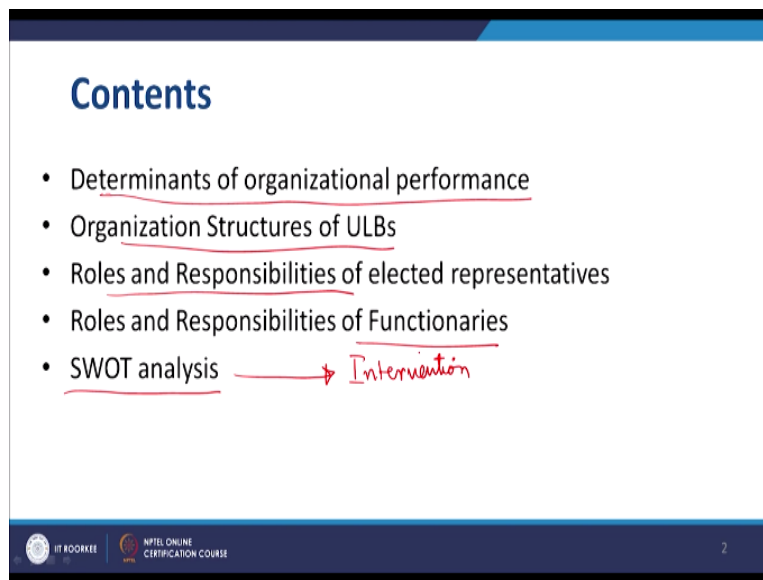 Contents
• Determinants of organizational performance
• Organization Structures of ULBs
• Roles and Responsibilities of elected representatives
• Roles and Responsibilities of Functionaries
• SWOT analysis → Intervention
IIT ROORKEE
NPTEL ONLINE
CERTIFICATION COURSE
2